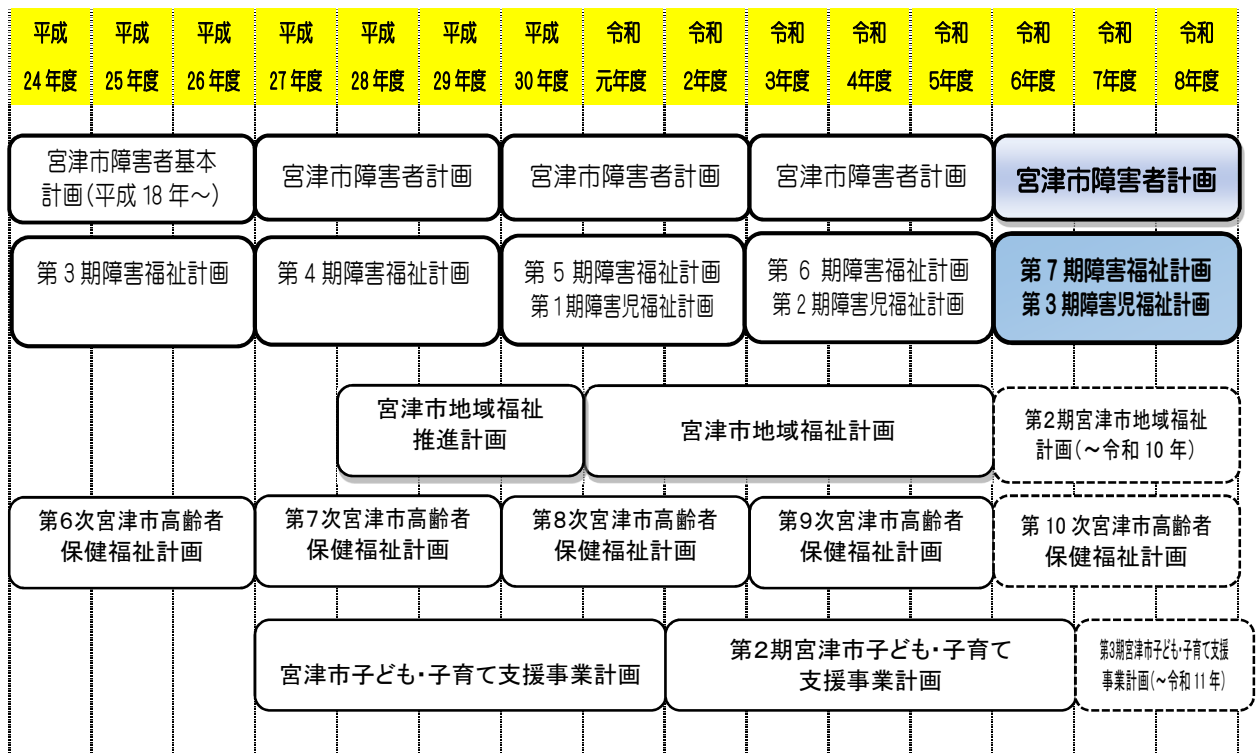 平成 平成 平成 平成 平成 平成 平成 令和 令和 令和 令和 令和 令和 令和 令和
24年度 25年度 26年度 27年度 28年度 29年度 30年度 元年度 2年度 3年度 4年度 5年度 6年度 7年度 8年度
宮津市障害者基本
計画(平成18年～)
宮津市障害者計画
宮津市障害者計画
宮津市障害者計画
宮津市障害者計画
第3期障害福祉計画
第4期障害福祉計画
第5期障害福祉計画
第1期障害児福祉計画
第6期障害福祉計画
第2期障害児福祉計画
第7期障害福祉計画
第3期障害児福祉計画
宮津市地域福祉
推進計画
宮津市地域福祉計画
第2期宮津市地域福祉
計画(～令和10年)
第6次宮津市高齢者
保健福祉計画
第7次宮津市高齢者
保健福祉計画
第8次宮津市高齢者
保健福祉計画
第9次宮津市高齢者
保健福祉計画
第10次宮津市高齢者
保健福祉計画
宮津市子ども・子育て支援事業計画
第2期宮津市子ども・子育て
支援事業計画
第3期宮津市子ども・子育て支援
事業計画(～令和11年)